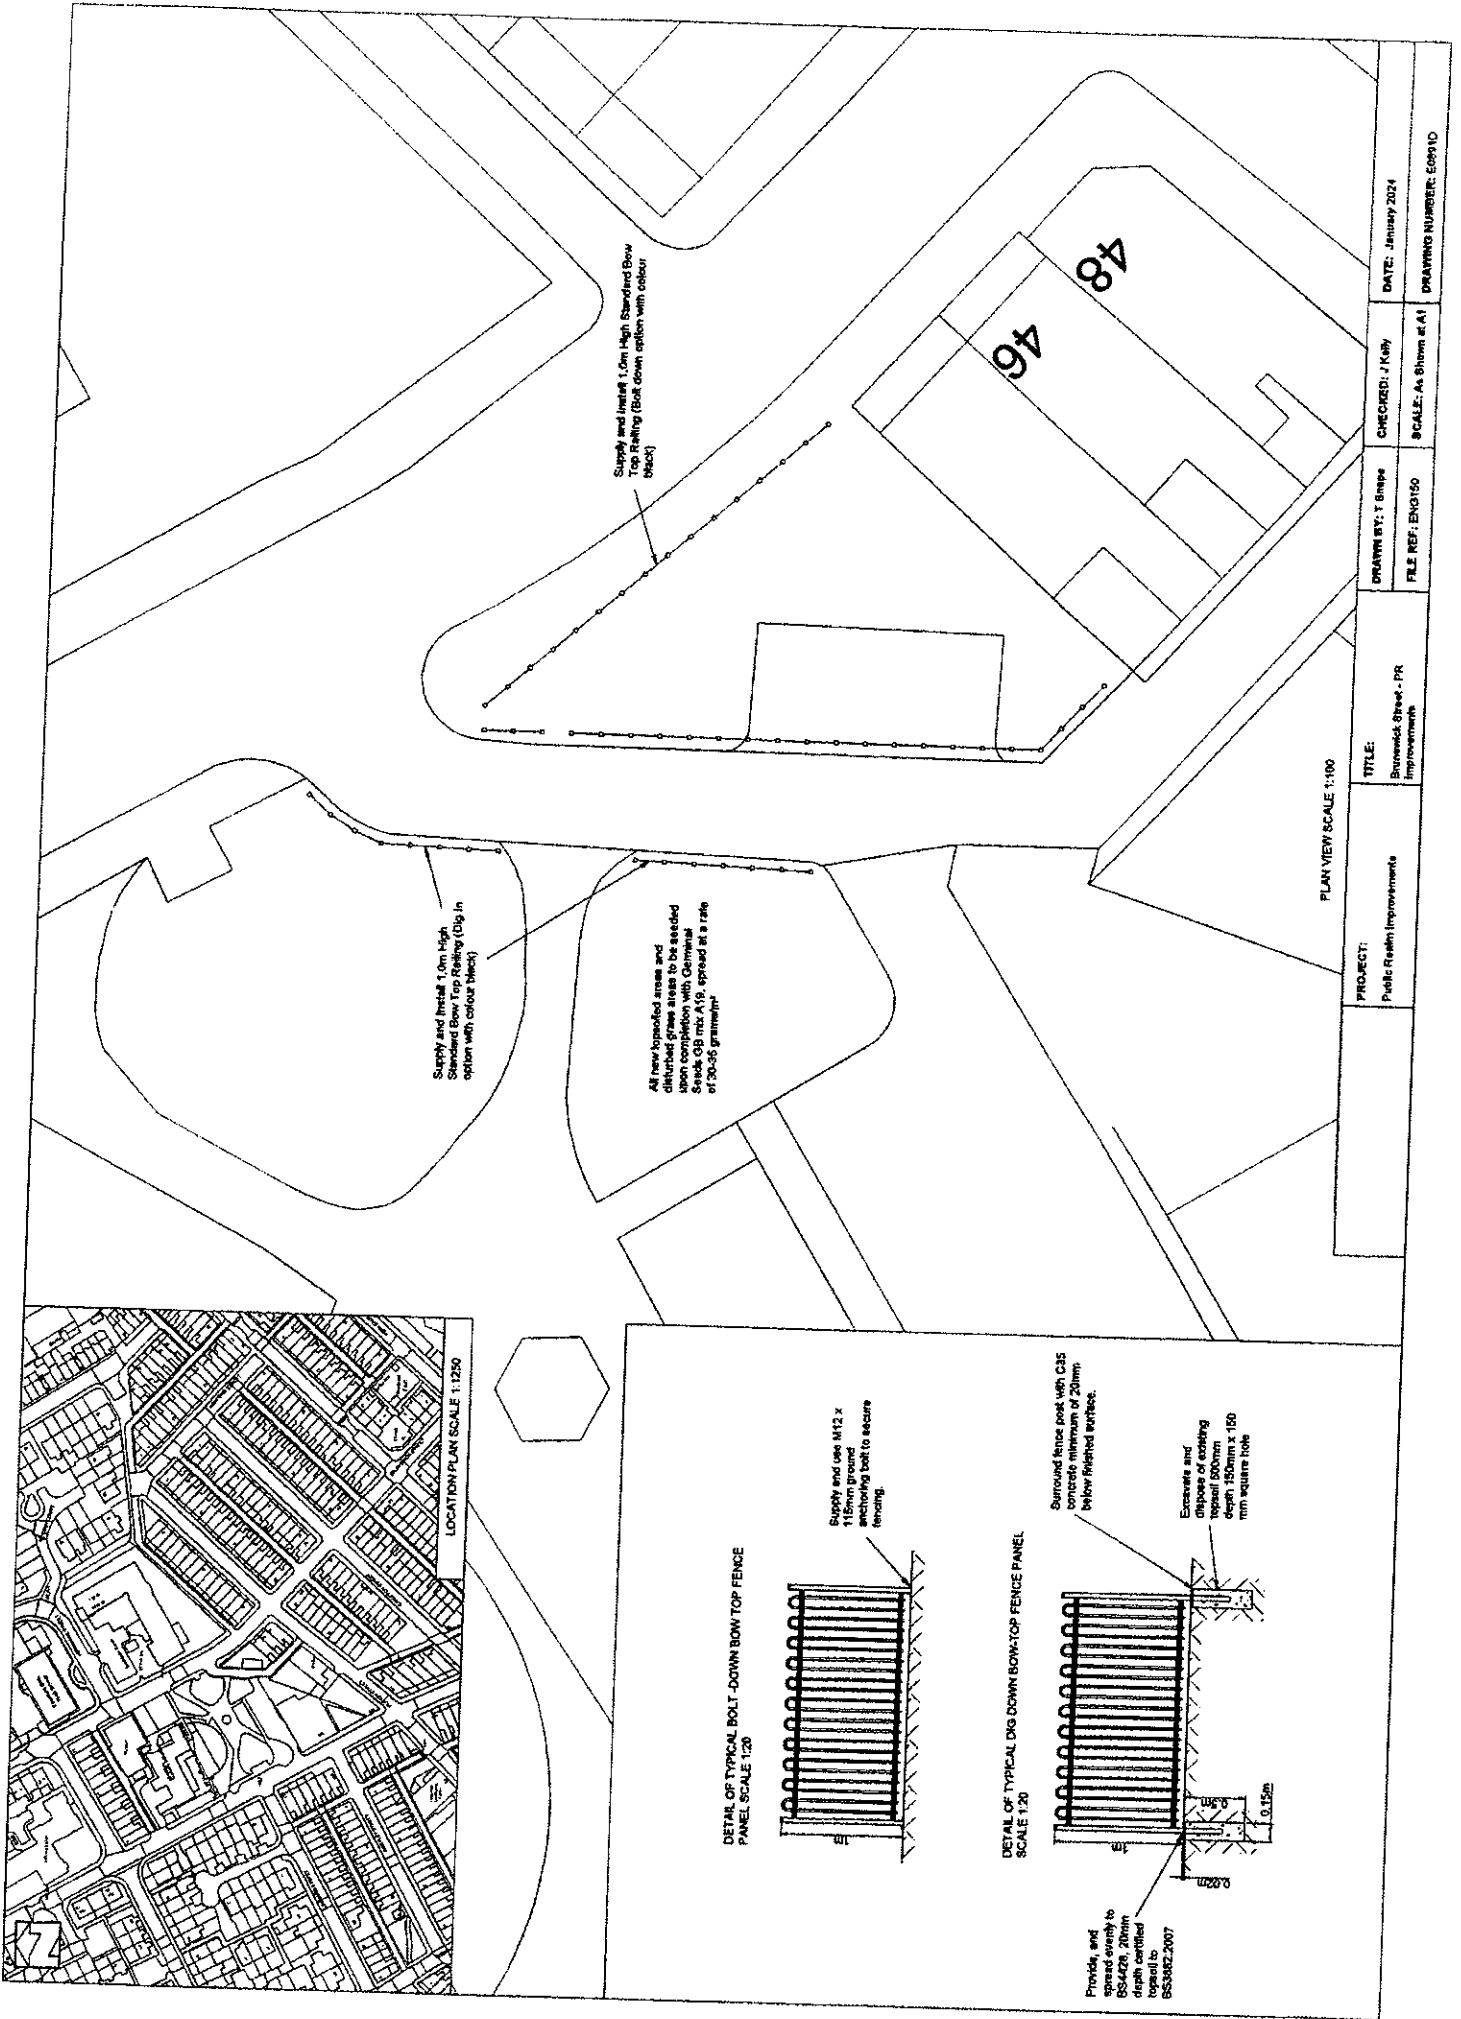 LOCATION PLAN SCALE 1:1250
Supply and install 1.0m High
Standard Bow Top Railing (Dig in
option with colour black)
Supply and install 1.0m High Standard Bow
Top Railing (Bolt down option with colour
black)
All new topsoiled areas and
disturbed grass areas to be seeded
upon completion with Germinal
Seeds GB mix A19, spread at a rate
of 30-35 grams/m²
46
48
DETAIL OF TYPICAL BOLT -DOWN BOW TOP FENCE
PANEL SCALE 1:20
Supply and use M12 x
115mm ground
anchoring bolt to secure
fencing.
1m
DETAIL OF TYPICAL DIG DOWN BOW-TOP FENCE PANEL
SCALE 1:20
Surround fence post with C35
concrete minimum of 20mm
below finished surface.
Excavate and
dispose of existing
topsoil
depth 150mm x 150
mm square hole
1m
0.15m
0.02m
Provide, and
spread evenly to
BS4428, 20mm
depth certified
topsoil to
BS3882:2007
PLAN VIEW SCALE 1:100
PROJECT:
Public Realm Improvements
TITLE:
Brunswick Street - PR
Improvements
DRAWN BY: T Snape
CHECKED: J Kelly
DATE: January 2024
FILE REF: ENG150
SCALE: As Shown at A1
DRAWING NUMBER: E0891D